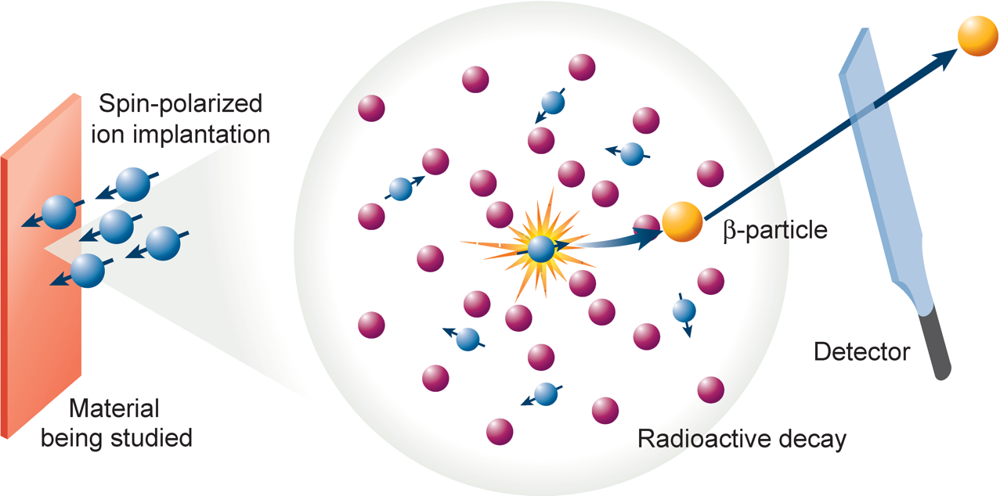 Spin-polarized
ion implantation
β-particle
Detector
Material
being studied
Radioactive decay